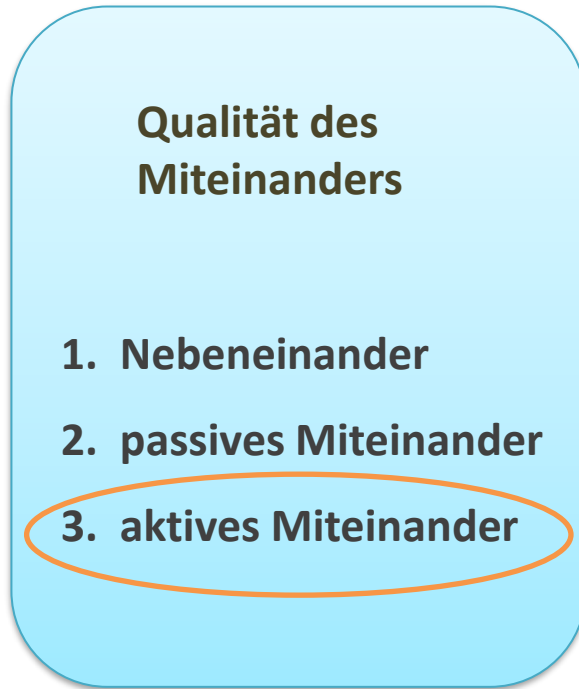 Qualität des
Miteinanders
1. Nebeneinander
2. passives Miteinander
3. aktives Miteinander